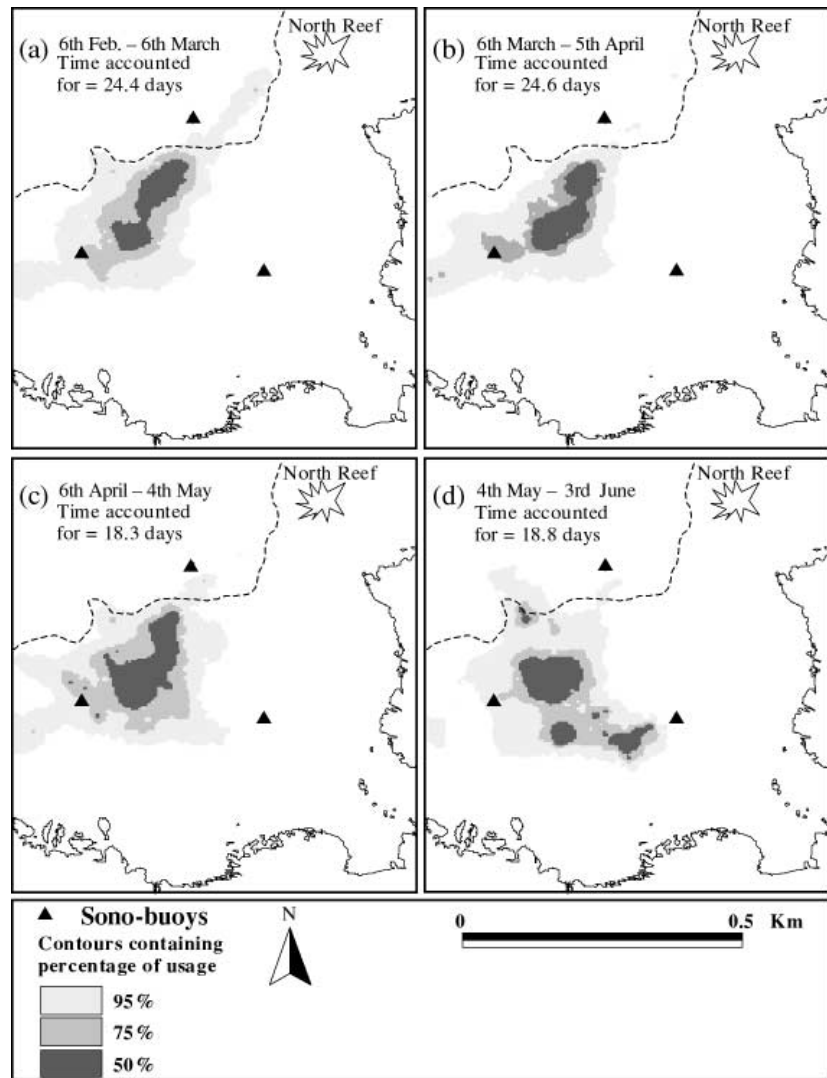 North Reef
(a) 6th Feb. – 6th March
Time accounted
for = 24.4 days
North Reef
(b) 6th March – 5th April
Time accounted
for = 24.6 days
North Reef
(c) 6th April – 4th May
Time accounted
for = 18.3 days
North Reef
(d) 4th May – 3rd June
Time accounted
for = 18.8 days
Sono-buoys
Contours containing
percentage of usage
95%
75%
50%
N
0 0.5 Km